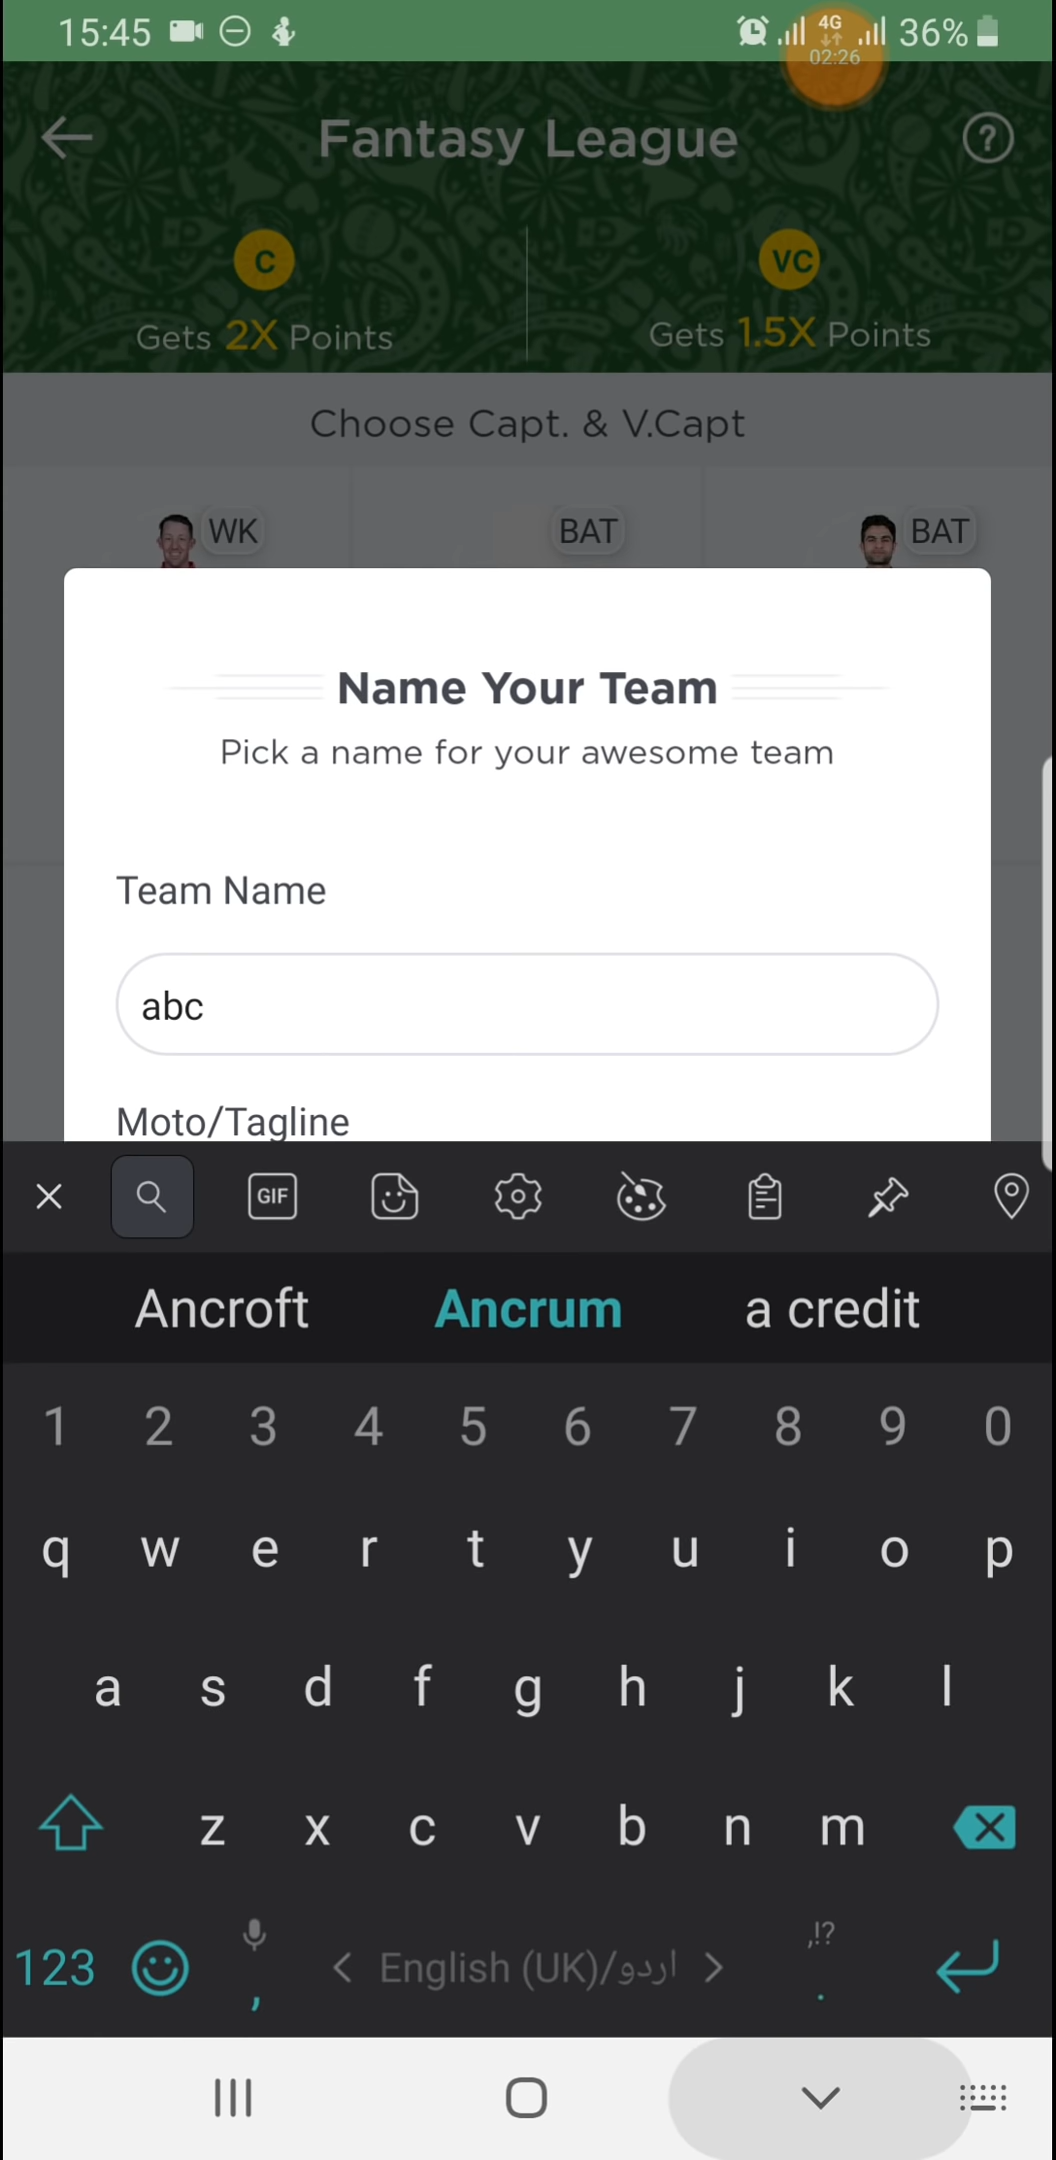 15:45 4G 36%
02:26
Fantasy League
?
C VC
Gets 2X Points Gets 1.5X Points
Choose Capt. & V.Capt
WK BAT BAT
Name Your Team
Pick a name for your awesome team
Team Name
abc
Moto/Tagline
GIF
Ancroft Ancrum a credit
1 2 3 4 5 6 7 8 9 0
q w e r t y u i o p
a s d f g h j k l
z x c v b n m
123 , < English (UK)/اردو > ,!? .